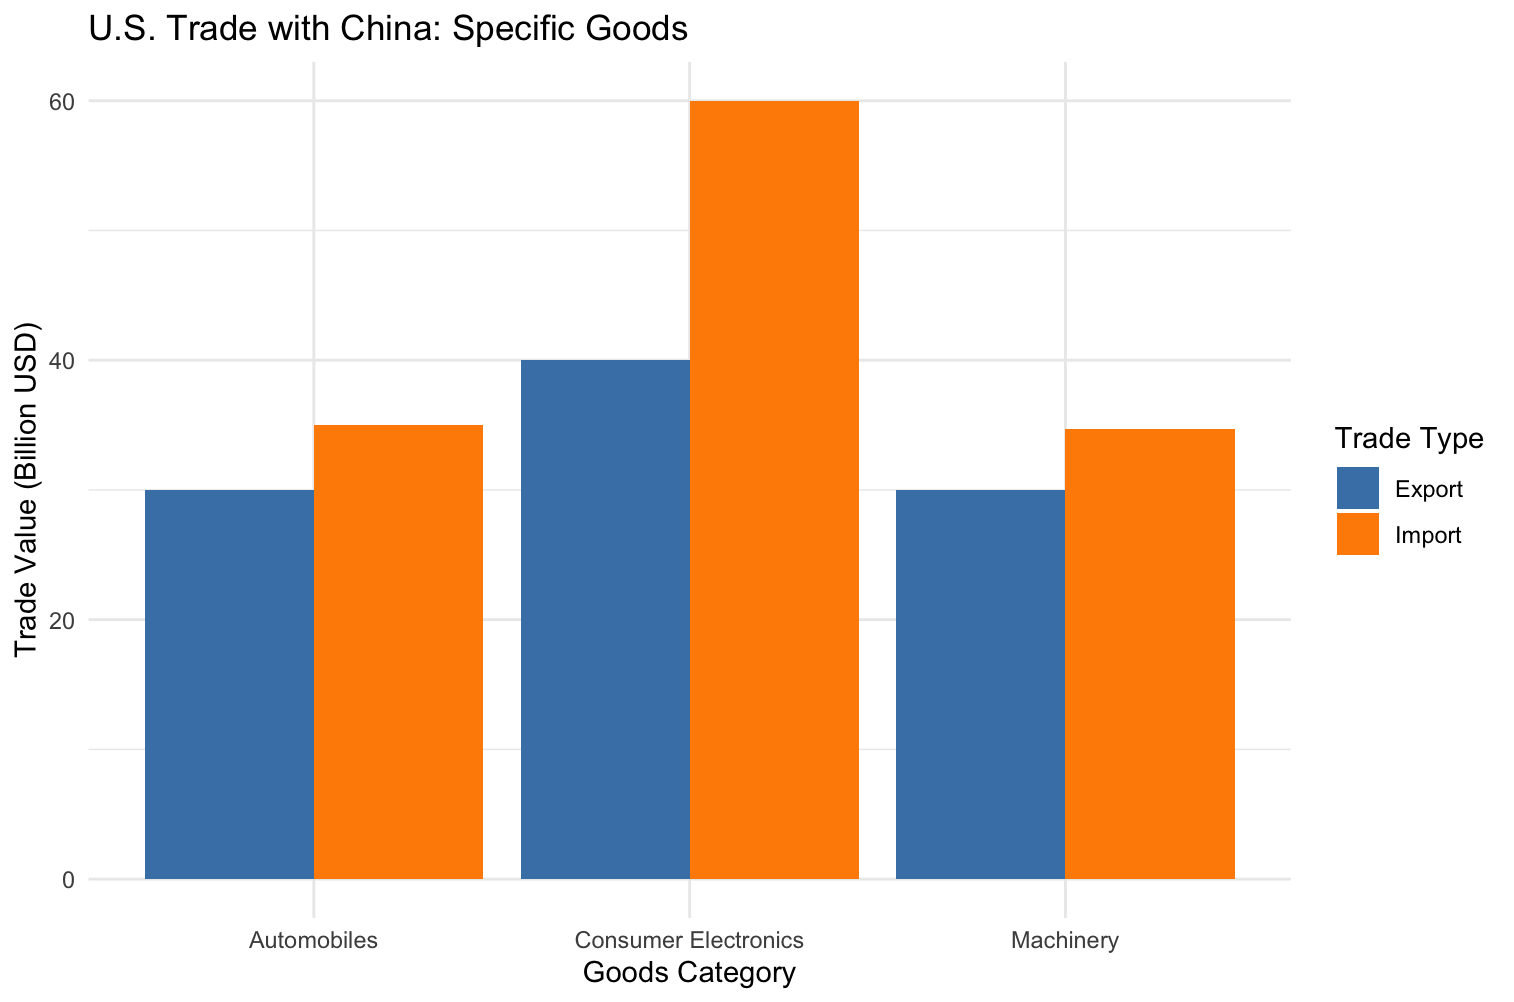 U.S. Trade with China: Specific Goods
Trade Value (Billion USD)
60
40
20
0
Automobiles
Consumer Electronics
Machinery
Goods Category
Trade Type
Export
Import